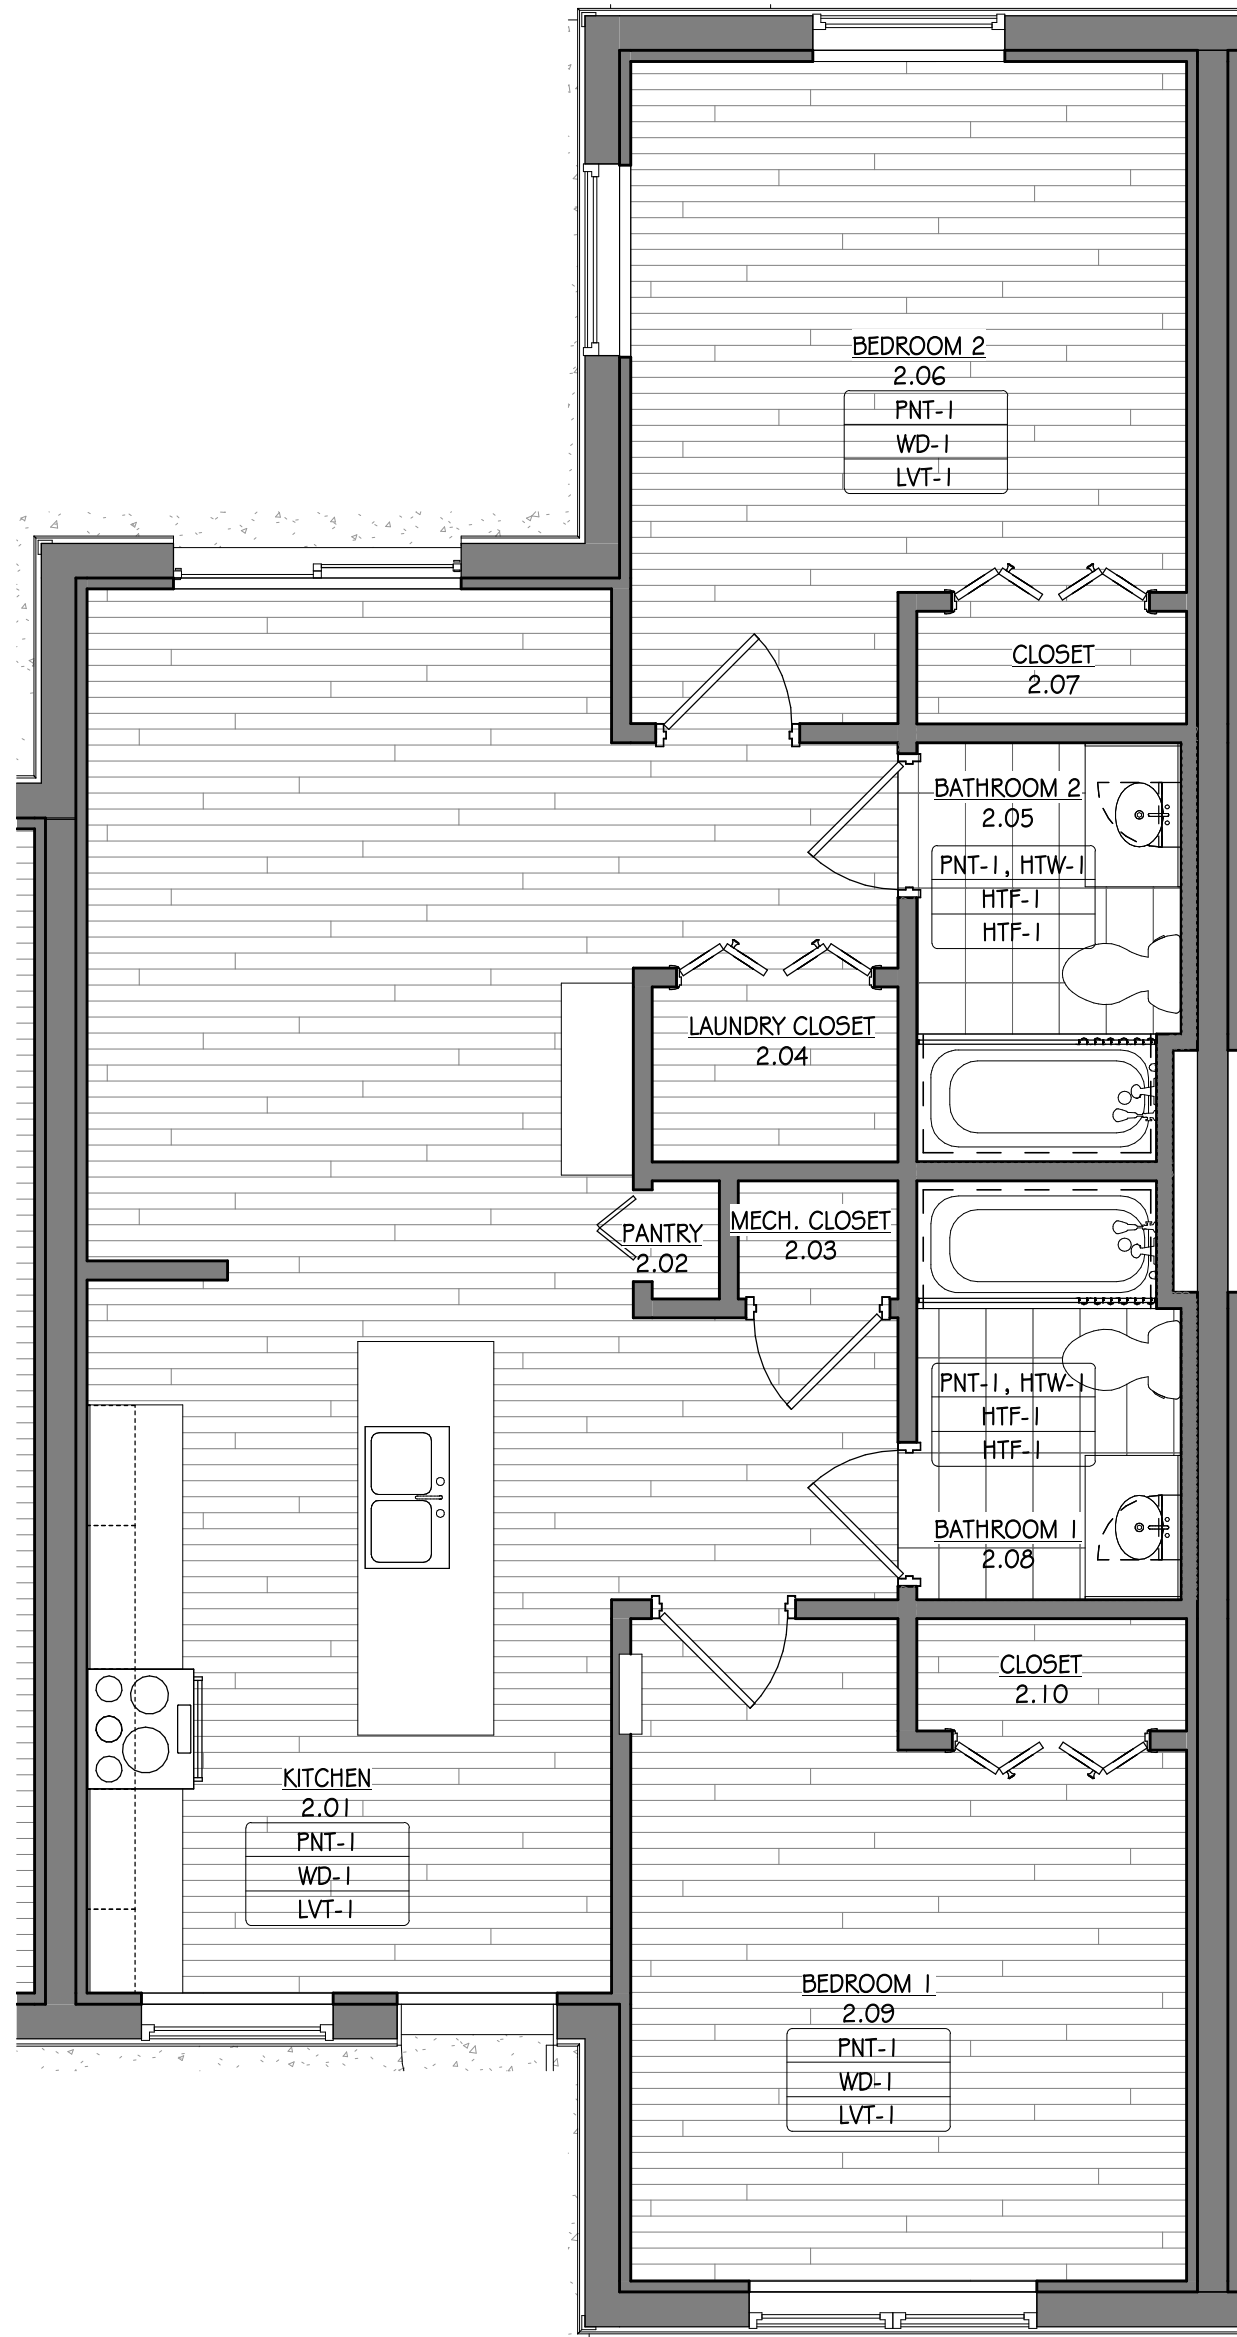 BEDROOM 2
2.06
PNT-1
WD-1
LVT-1
CLOSET
2.07
BATHROOM 2
2.05
PNT-1, HTW-1
HTF-1
HTF-1
LAUNDRY CLOSET
2.04
PANTRY
2.02
MECH. CLOSET
2.03
PNT-1, HTW-1
HTF-1
HTF-1
BATHROOM 1
2.08
CLOSET
2.10
KITCHEN
2.01
PNT-1
WD-1
LVT-1
BEDROOM 1
2.09
PNT-1
WD-1
LVT-1